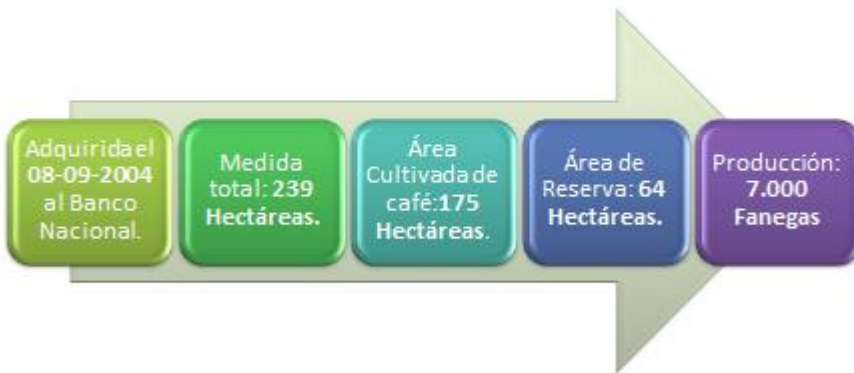 Adquirida el
08-09-2004
al Banco
Nacional.
Medida
total: 239
Hectáreas.
Área
Cultivada de
café:175
Hectáreas.
Área de
Reserva: 64
Hectáreas.
Producción:
7.000
Fanegas